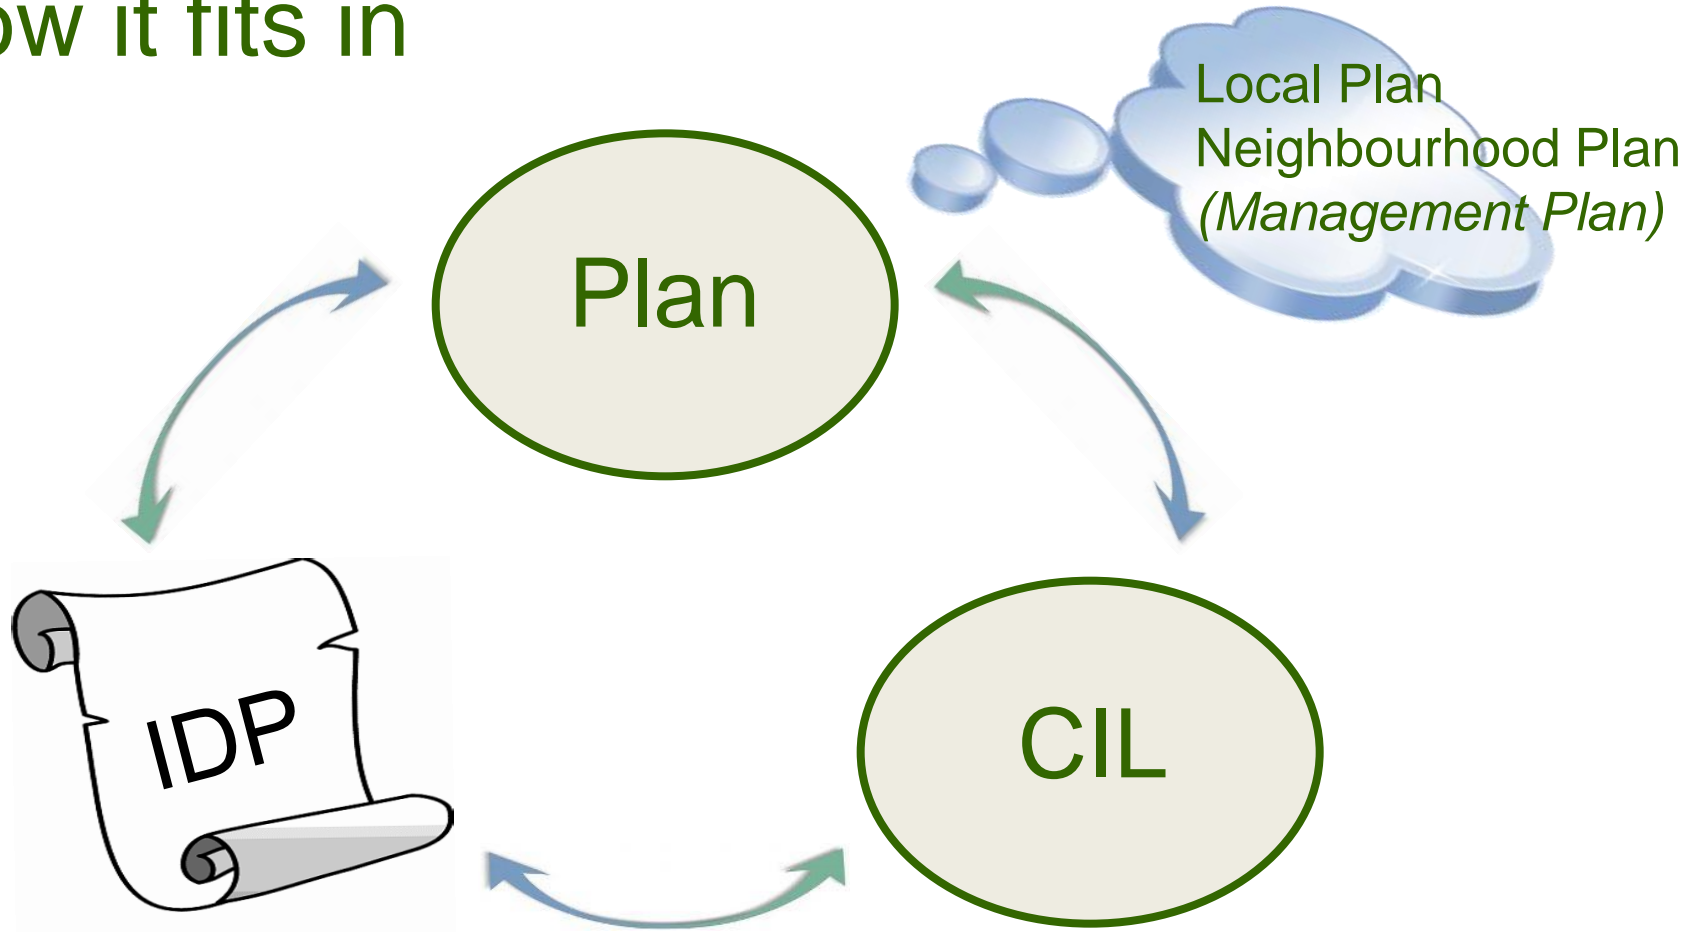 ow it fits in
Local Plan
Neighbourhood Plan
(Management Plan)
Plan
IDP
CIL